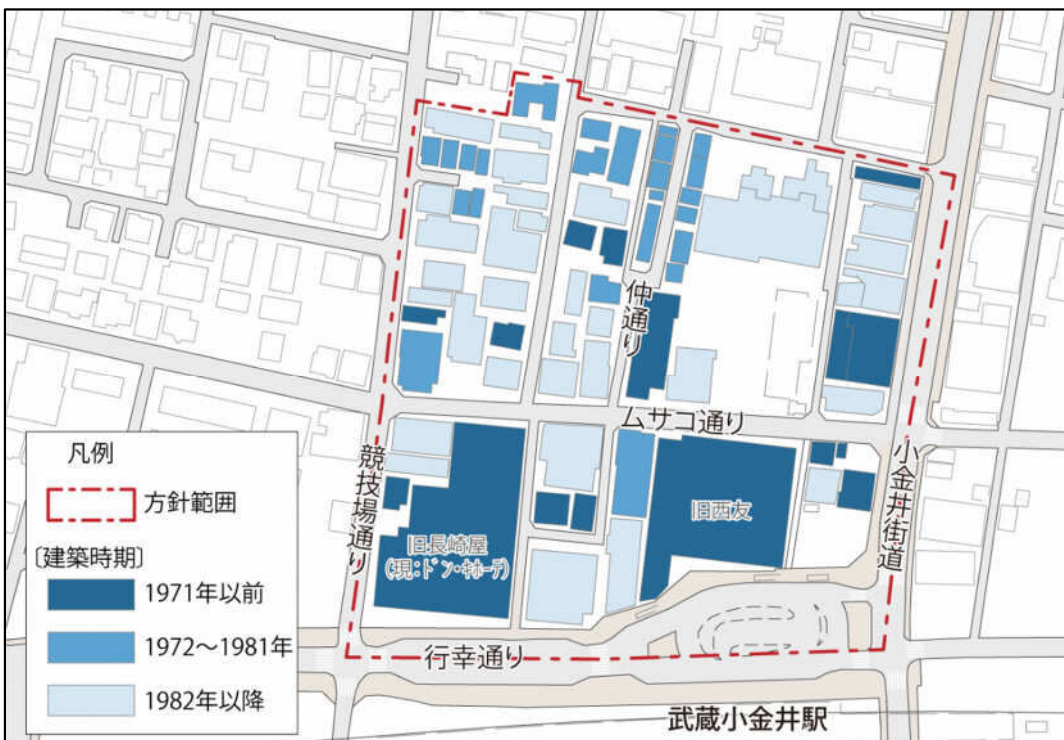 仲通り
ムサコ通り
競技場通り
小金井街道
旧西友
旧長崎屋
(現:ドン・キホーテ)
行幸通り
武蔵小金井駅
凡例
方針範囲
〔建築時期〕
1971年以前
1972～1981年
1982年以降